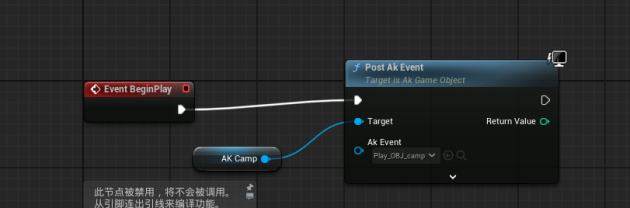 Event BeginPlay
Post Ak Event
Target is Ak Game Object
Target
Return Value
AK Camp
Ak Event
Play_OBJ_camp
此节点被禁用，将不会被调用。
从引脚连出引线来编译功能。